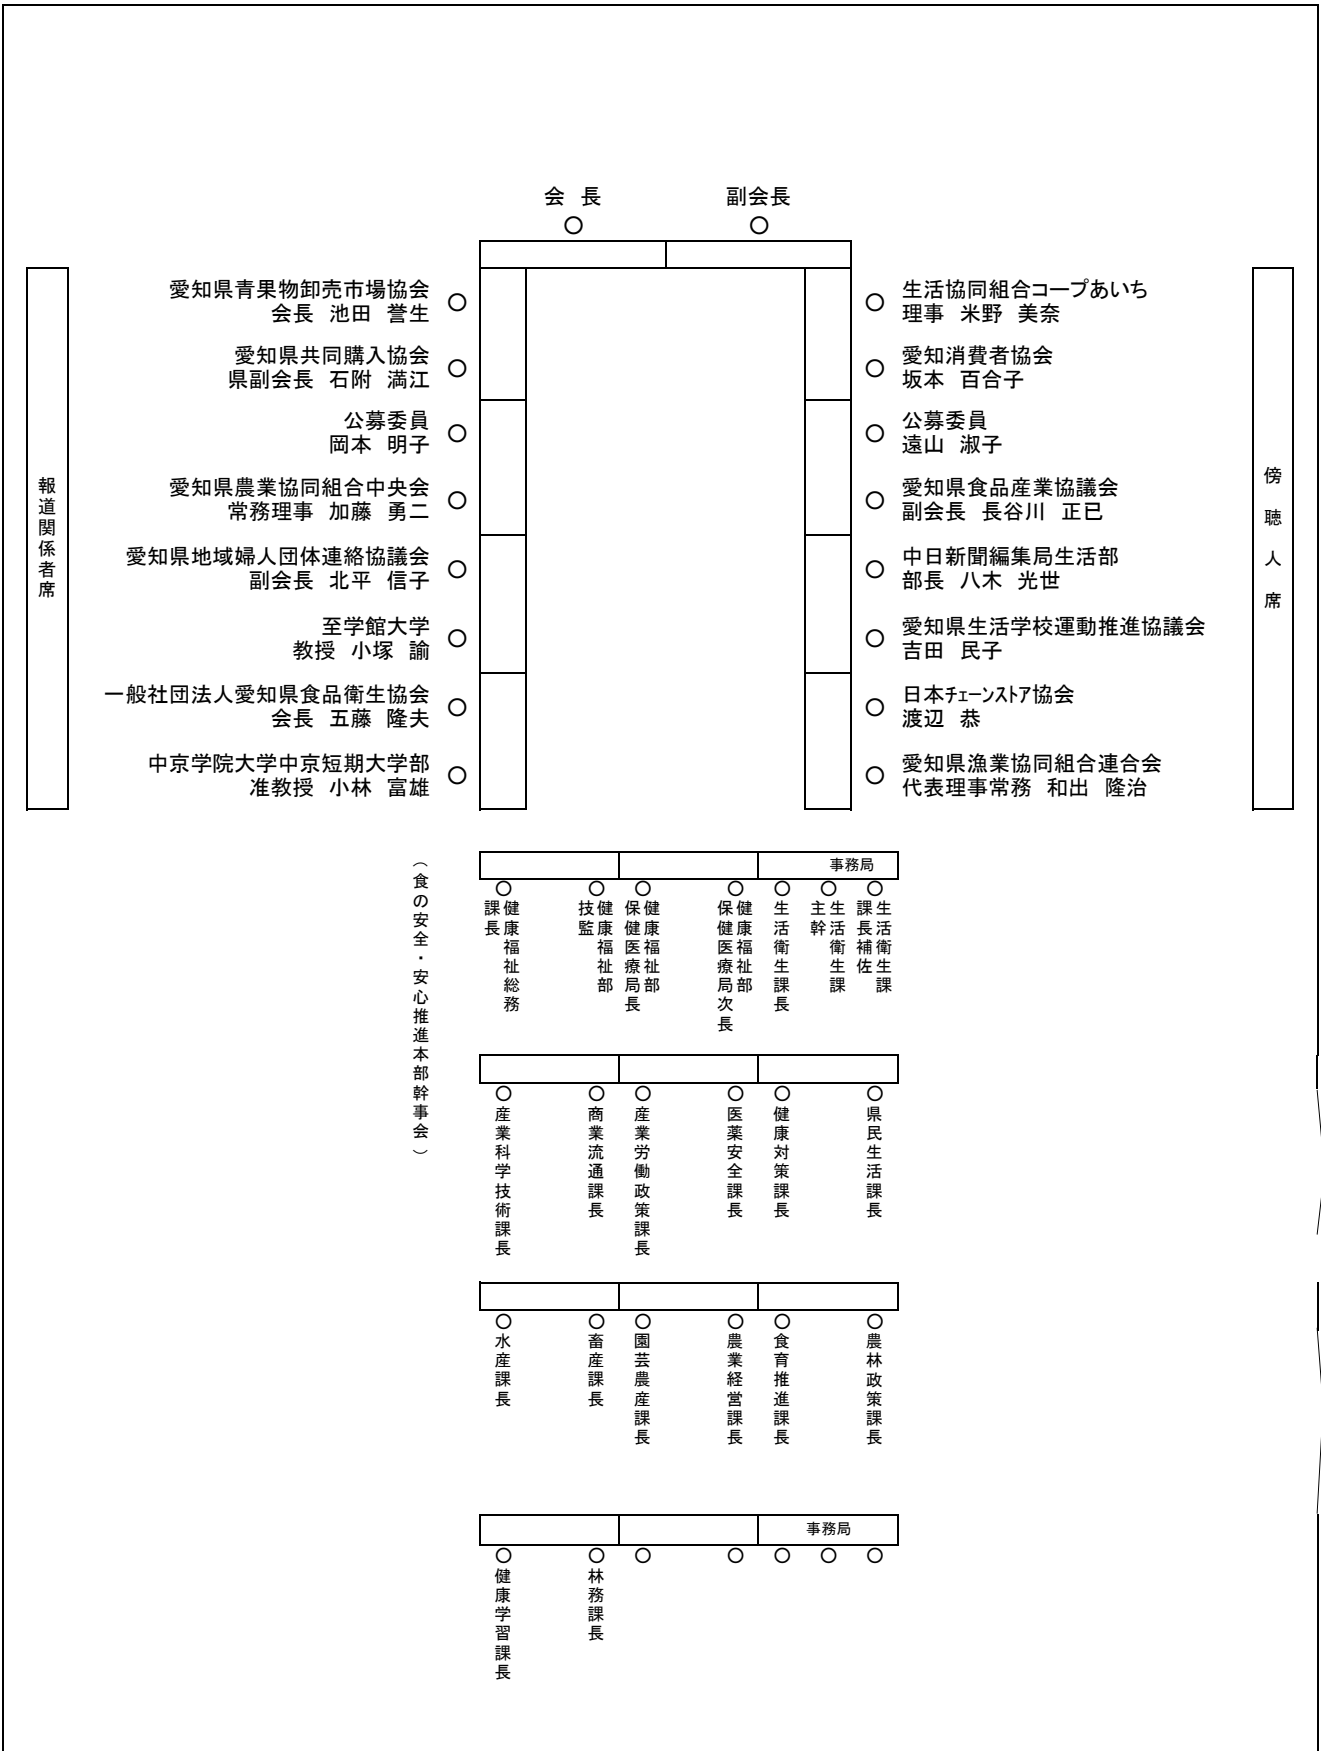 会 長
副会長
愛知県青果物卸売市場協会
会長 池田 誉生
愛知県共同購入協会
県副会長 石附 満江
公募委員
岡本 明子
愛知県農業協同組合中央会
常務理事 加藤 勇二
愛知県地域婦人団体連絡協議会
副会長 北平 信子
至学館大学
教授 小塚 諭
一般社団法人愛知県食品衛生協会
会長 五藤 隆夫
中京学院大学中京短期大学部
准教授 小林 富雄
生活協同組合コープあいち
理事 米野 美奈
愛知消費者協会
坂本 百合子
公募委員
遠山 淑子
愛知県食品産業協議会
副会長 長谷川 正已
中日新聞編集局生活部
部長 八木 光世
愛知県生活学校運動推進協議会
吉田 民子
日本チェーンストア協会
渡辺 恭
愛知県漁業協同組合連合会
代表理事常務 和出 隆治
報道関係者席
傍聴人席
(食の安全・安心推進本部幹事会)
事務局
健康福祉総務
課長
健康福祉部
技監
健康福祉部
保健医療局長
健康福祉部
保健医療局次長
生活衛生課長
生活衛生課
主幹
生活衛生課
課長補佐
産業科学技術課長
商業流通課長
産業労働政策課長
医薬安全課長
健康対策課長
県民生活課長
水産課長
畜産課長
園芸農産課長
農業経営課長
食育推進課長
農林政策課長
事務局
健康学習課長
林務課長